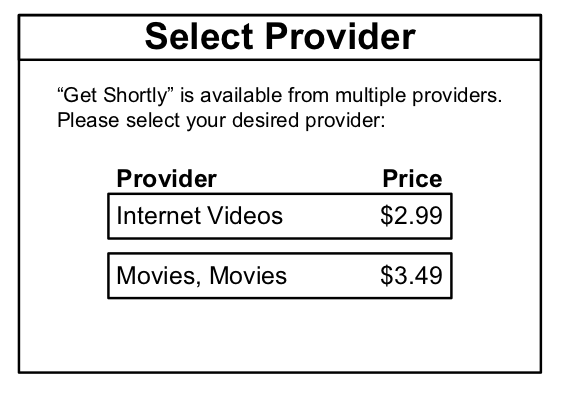 Select Provider
“Get Shortly” is available from multiple providers.
Please select your desired provider:
Provider Price
Internet Videos $2.99
Movies, Movies $3.49